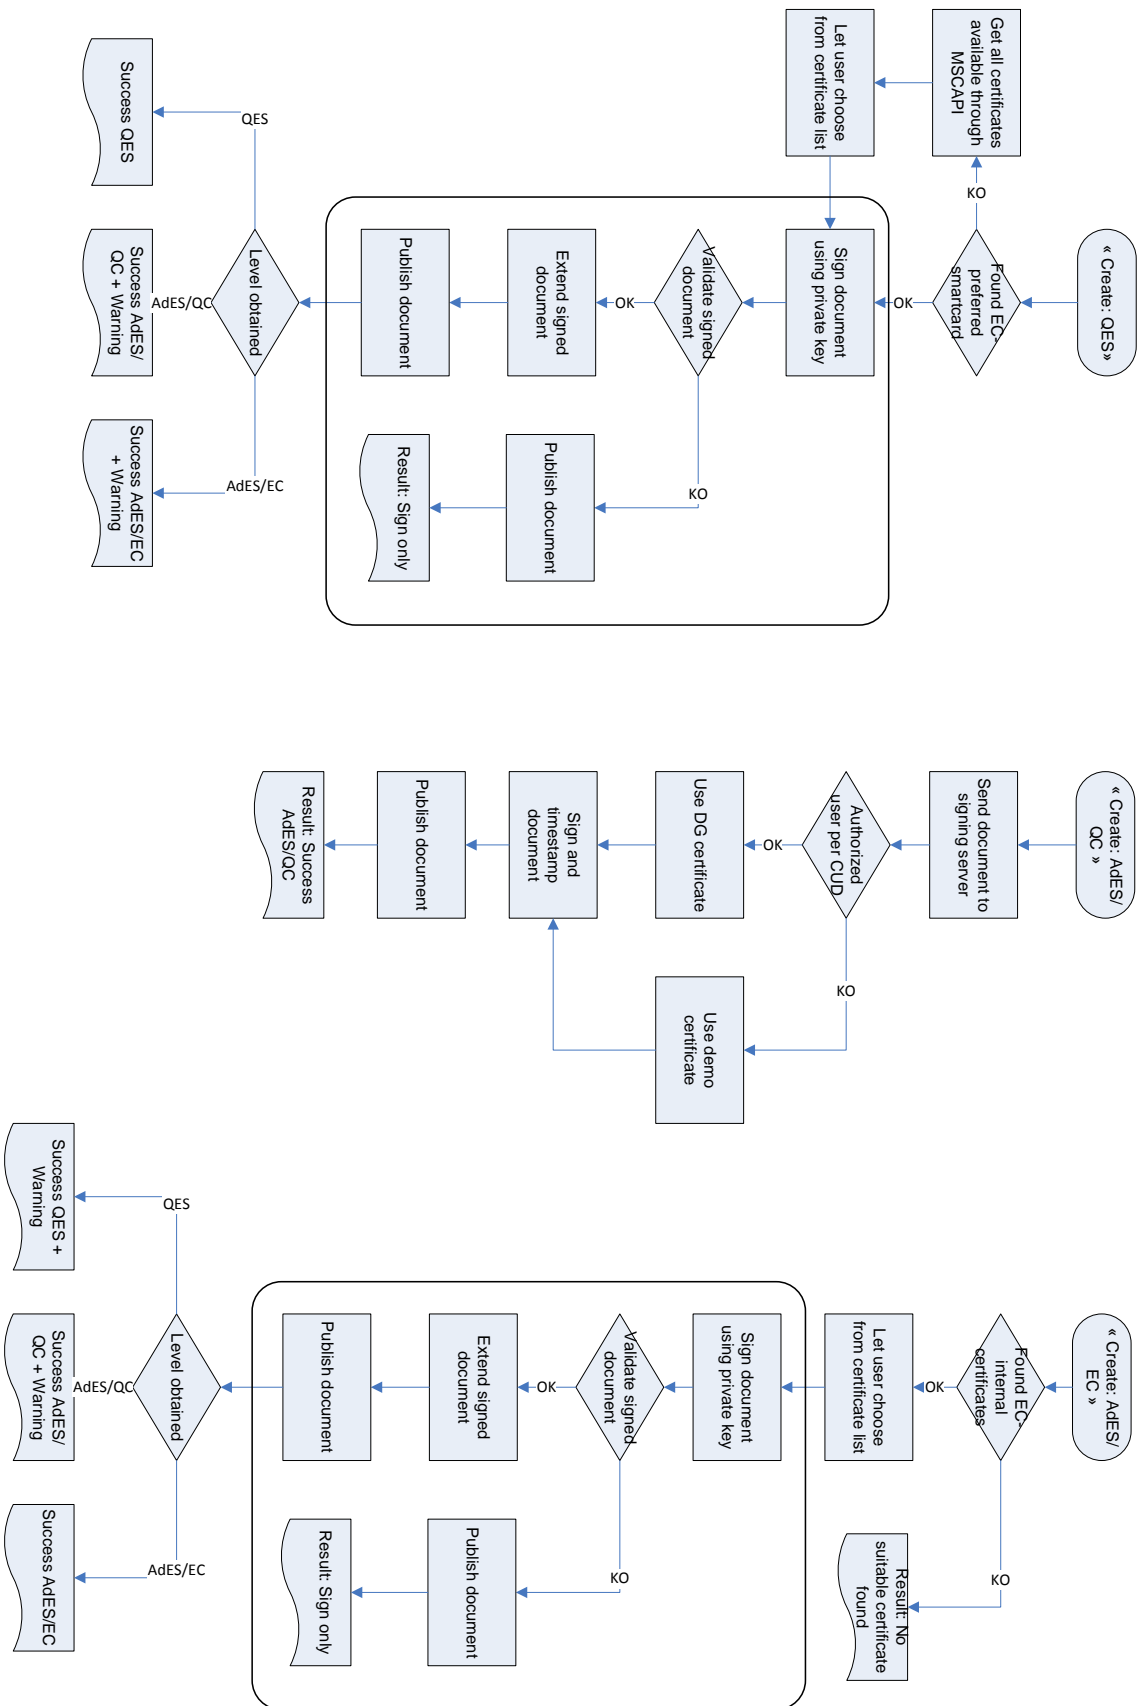 « Create: QES»
Found EC-
preferred
smartcard
KO
Get all certificates
available through
MSCAPI
Let user choose
from certificate list
OK
Sign document
using private key
Validate signed
document
OK
Extend signed
document
Publish document
KO
Publish document
Result: Sign only
Level obtained
QES
Success QES
AdES/QC
Success AdES/
QC + Warning
AdES/EC
Success AdES/EC
+ Warning
« Create: AdES/
QC »
Send document to
signing server
Authorized
user per CUD
OK
Use DG certificate
KO
Use demo
certificate
Sign and
timestamp
document
Publish document
Result: Success
AdES/QC
« Create: AdES/
EC »
Found EC-
internal
certificates
OK
Let user choose
from certificate list
KO
Result: No
suitable certificate
found
Sign document
using private key
Validate signed
document
OK
Extend signed
document
Publish document
KO
Publish document
Result: Sign only
Level obtained
QES
Success QES +
Warning
AdES/QC
Success AdES/
QC + Warning
AdES/EC
Success AdES/EC